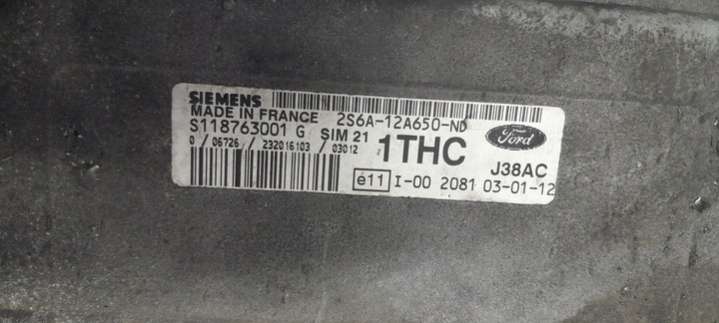 SIEMENS
MADE IN FRANCE 2S6A-12A650-ND
S118763001 G SIM 21
0 / 06726 / 232016103 / 03012
1THC
Ford
J38AC
e11 I-00 2081 03-01-12